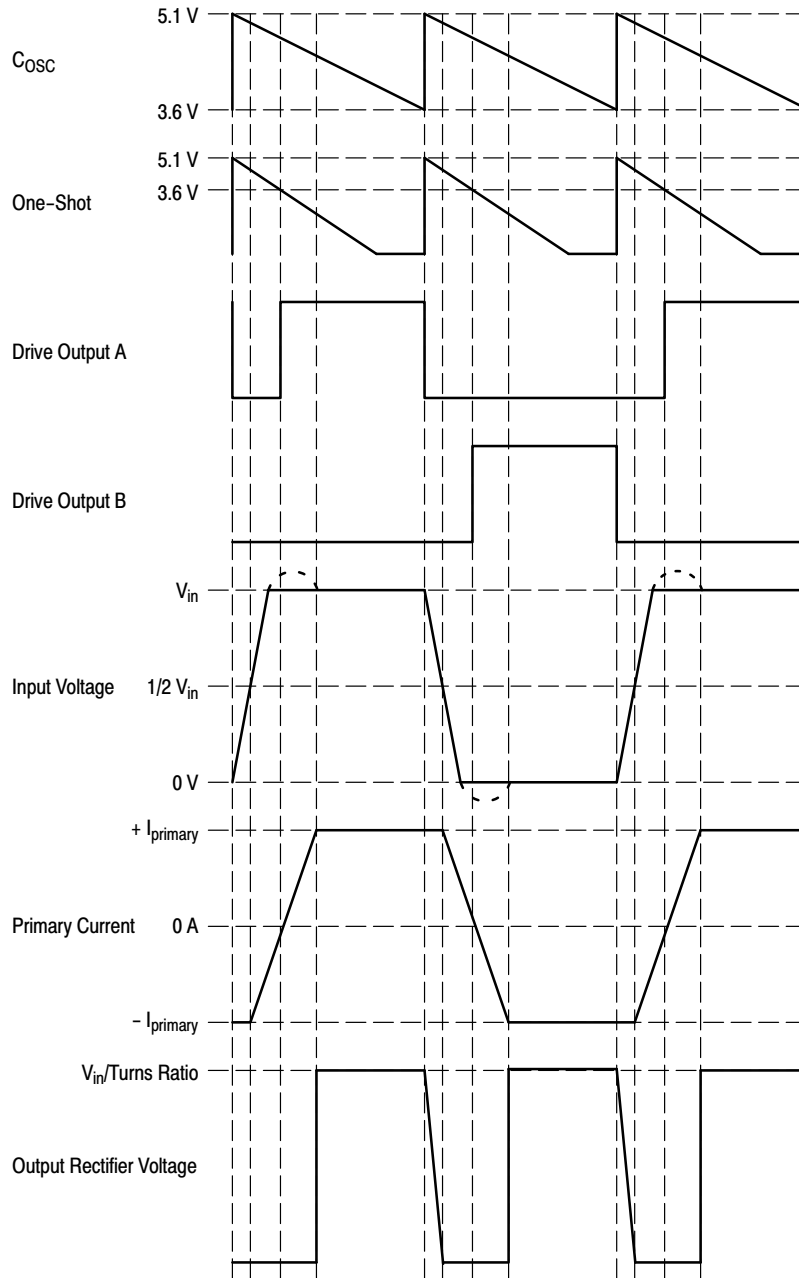 5.1 V
C_OSC
3.6 V
5.1 V
3.6 V
One–Shot
Drive Output A
Drive Output B
V_in
Input Voltage 1/2 V_in
0 V
+ I_primary
Primary Current 0 A
– I_primary
V_in/Turns Ratio
Output Rectifier Voltage